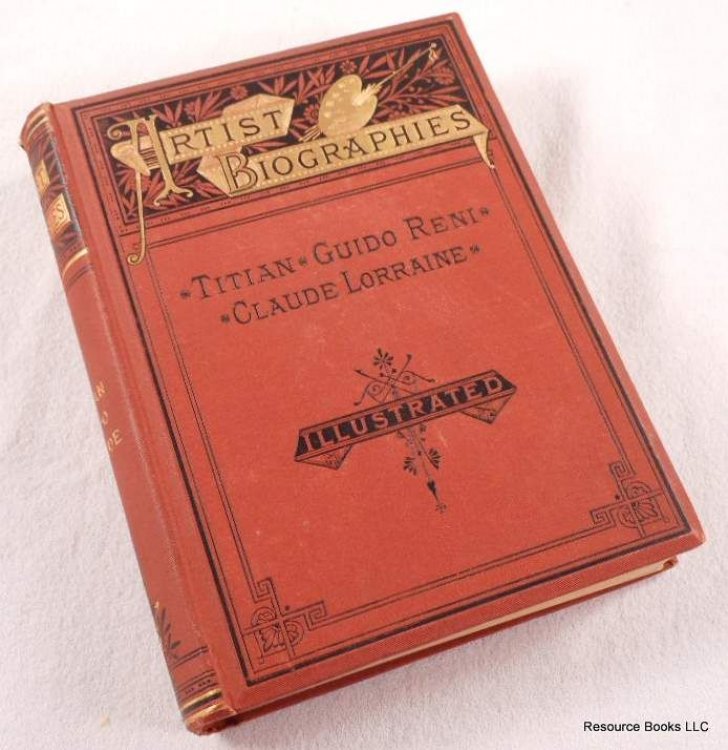 ARTIST
BIOGRAPHIES
TITIAN GUIDO RENI
CLAUDE LORRAINE
ILLUSTRATED
Resource Books LLC